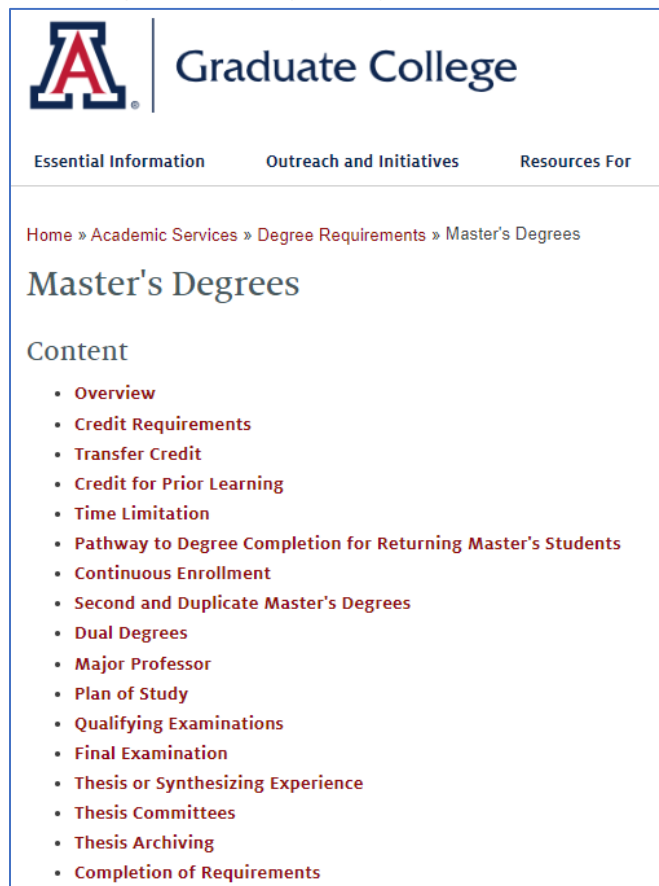 A®
Graduate College
Essential Information Outreach and Initiatives Resources For
Home » Academic Services » Degree Requirements » Master's Degrees
Master's Degrees
Content
• Overview
• Credit Requirements
• Transfer Credit
• Credit for Prior Learning
• Time Limitation
• Pathway to Degree Completion for Returning Master's Students
• Continuous Enrollment
• Second and Duplicate Master's Degrees
• Dual Degrees
• Major Professor
• Plan of Study
• Qualifying Examinations
• Final Examination
• Thesis or Synthesizing Experience
• Thesis Committees
• Thesis Archiving
• Completion of Requirements